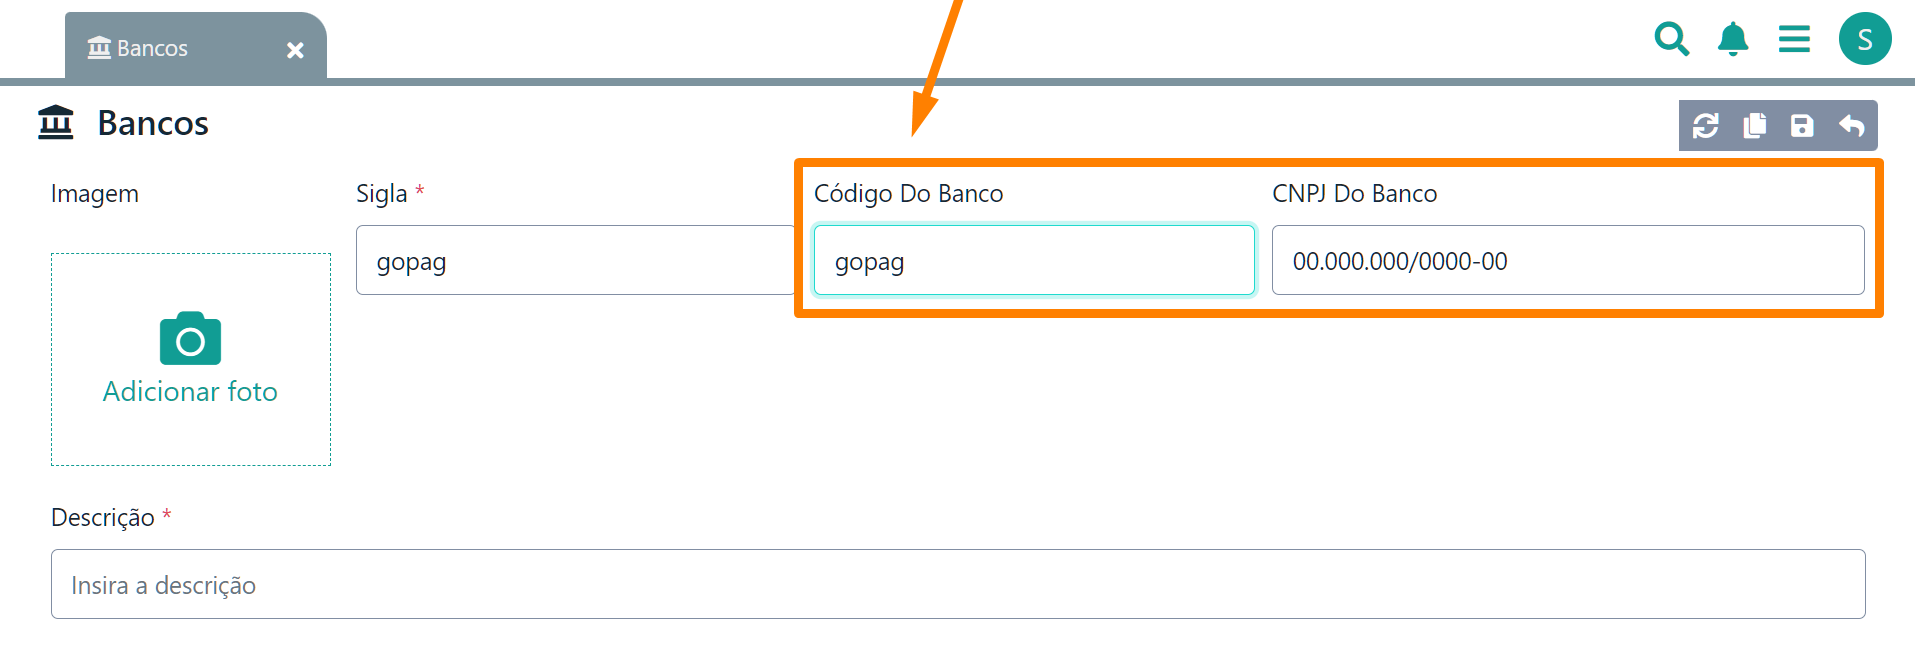 Bancos
S
Bancos
Imagem
Sigla *
Código Do Banco
CNPJ Do Banco
gopag
gopag
00.000.000/0000-00
Adicionar foto
Descrição *
Insira a descrição